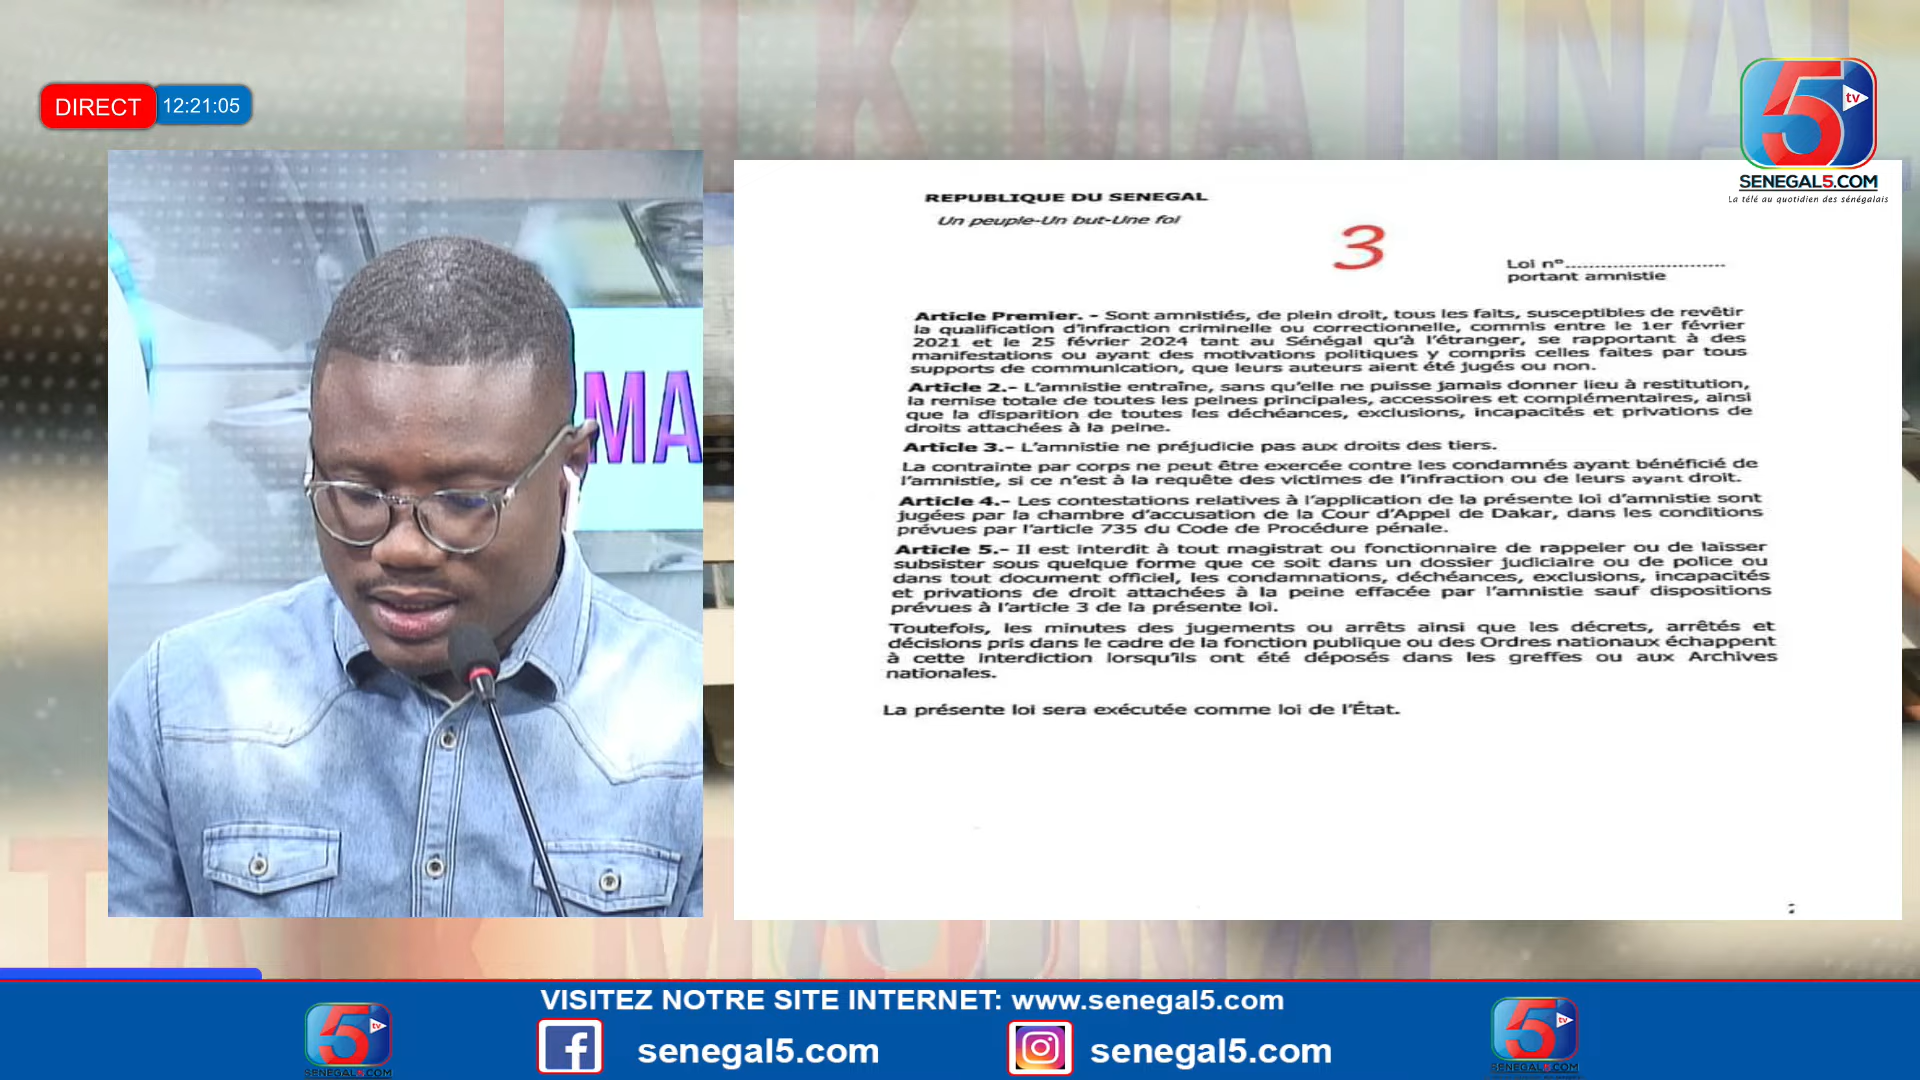 TALK MATINAL
DIRECT 12:21:05
5 tv
SENEGAL5.COM
La télé au quotidien des sénégalais
MA
REPUBLIQUE DU SENEGAL
Un peuple-Un but-Une foi
3
Loi n°...........................
portant amnistie
Article Premier. - Sont amnistiés, de plein droit, tous les faits, susceptibles de revêtir
la qualification d'infraction criminelle ou correctionnelle, commis entre le 1er février
2021 et le 25 février 2024 tant au Sénégal qu'à l'étranger, se rapportant à des
manifestations ou ayant des motivations politiques y compris celles faites par tous
supports de communication, que leurs auteurs aient été jugés ou non.
Article 2.- L'amnistie entraîne, sans qu'elle ne puisse jamais donner lieu à restitution,
la remise totale de toutes les peines principales, accessoires et complémentaires, ainsi
que la disparition de toutes les déchéances, exclusions, incapacités et privations de
droits attachées à la peine.
Article 3.- L'amnistie ne préjudicie pas aux droits des tiers.
La contrainte par corps ne peut être exercée contre les condamnés ayant bénéficié de
l'amnistie, si ce n'est à la requête des victimes de l'infraction ou de leurs ayant droit.
Article 4.- Les contestations relatives à l'application de la présente loi d'amnistie sont
jugées par la chambre d'accusation de la Cour d'Appel de Dakar, dans les conditions
prévues par l'article 735 du Code de Procédure pénale.
Article 5.- Il est interdit à tout magistrat ou fonctionnaire de rappeler ou de laisser
subsister sous quelque forme que ce soit dans un dossier judiciaire ou de police ou
dans tout document officiel, les condamnations, déchéances, exclusions, incapacités
et privations de droit attachées à la peine effacée par l'amnistie sauf dispositions
prévues à l'article 3 de la présente loi.
Toutefois, les minutes des jugements ou arrêts ainsi que les décrets, arrêtés et
décisions pris dans le cadre de la fonction publique ou des Ordres nationaux échappent
à cette interdiction lorsqu'ils ont été déposés dans les greffes ou aux Archives
nationales.
La présente loi sera exécutée comme loi de l'État.
TALK MATINAL
VISITEZ NOTRE SITE INTERNET: www.senegal5.com
5 tv
SENEGAL5.COM
senegal5.com
senegal5.com
5 tv
SENEGAL5.COM